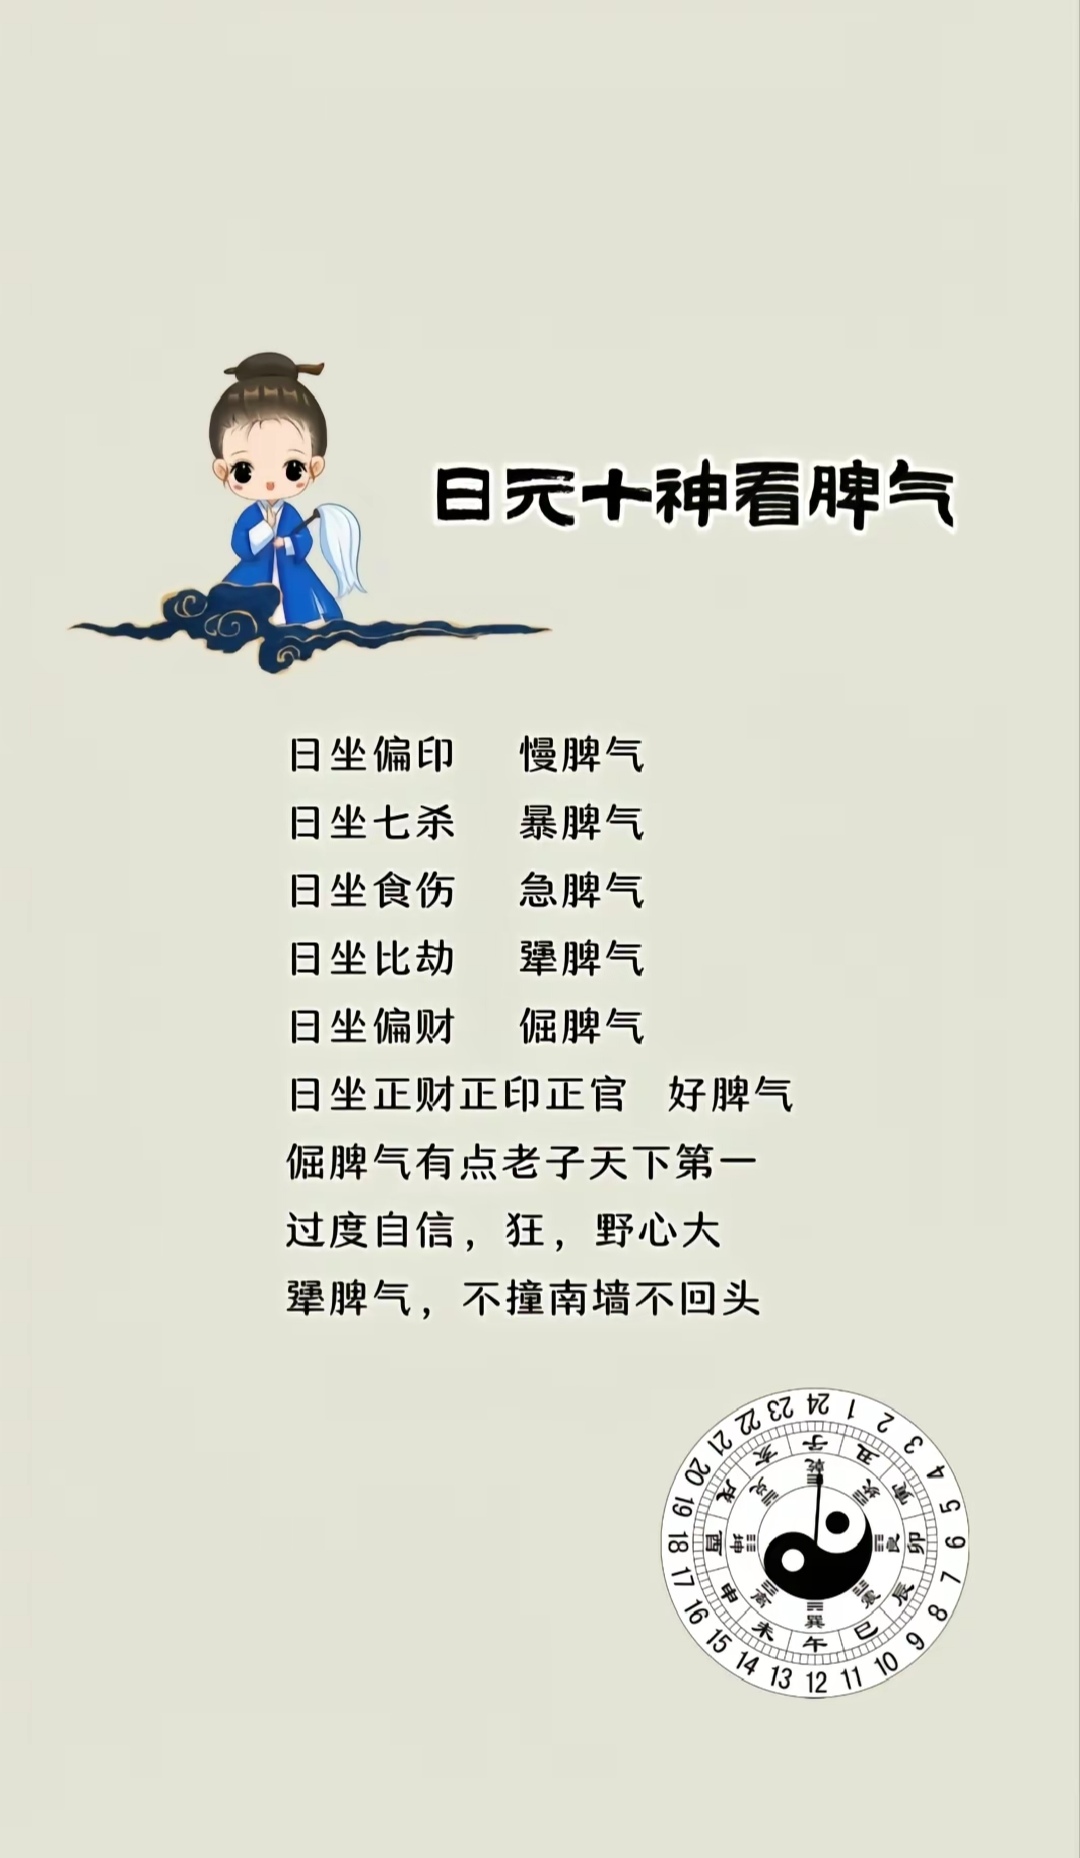 日元十神看脾气
日坐偏印 慢脾气
日坐七杀 暴脾气
日坐食伤 急脾气
日坐比劫 犟脾气
日坐偏财 倔脾气
日坐正财正印正官 好脾气
倔脾气有点老子天下第一
过度自信，狂，野心大
犟脾气，不撞南墙不回头
24 1 2 3 4 5 6 7 8 9 10 11 12 13 14 15 16 17 18 19 20 21 22 23
子 丑 寅 卯 辰 巳 午 未 申 酉 戌 亥
乾 坎 艮 震 巽 离 坤